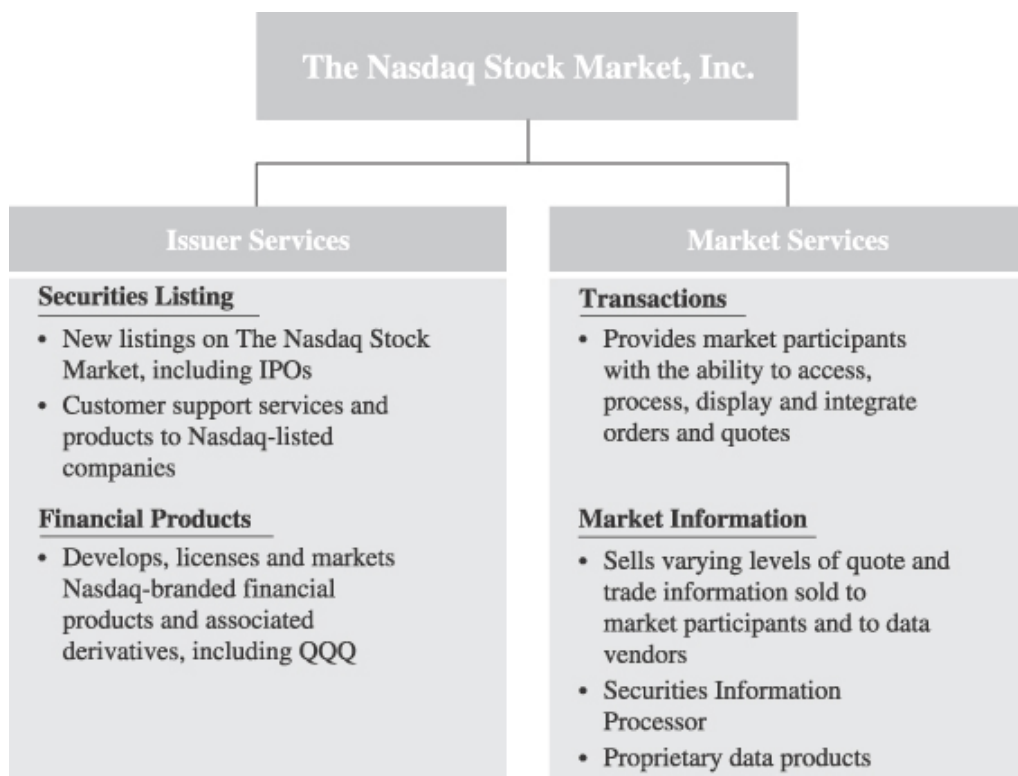 The Nasdaq Stock Market, Inc.
Issuer Services
Securities Listing
• New listings on The Nasdaq Stock
Market, including IPOs
• Customer support services and
products to Nasdaq-listed
companies
Financial Products
• Develops, licenses and markets
Nasdaq-branded financial
products and associated
derivatives, including QQQ
Market Services
Transactions
• Provides market participants
with the ability to access,
process, display and integrate
orders and quotes
Market Information
• Sells varying levels of quote and
trade information sold to
market participants and to data
vendors
• Securities Information
Processor
• Proprietary data products